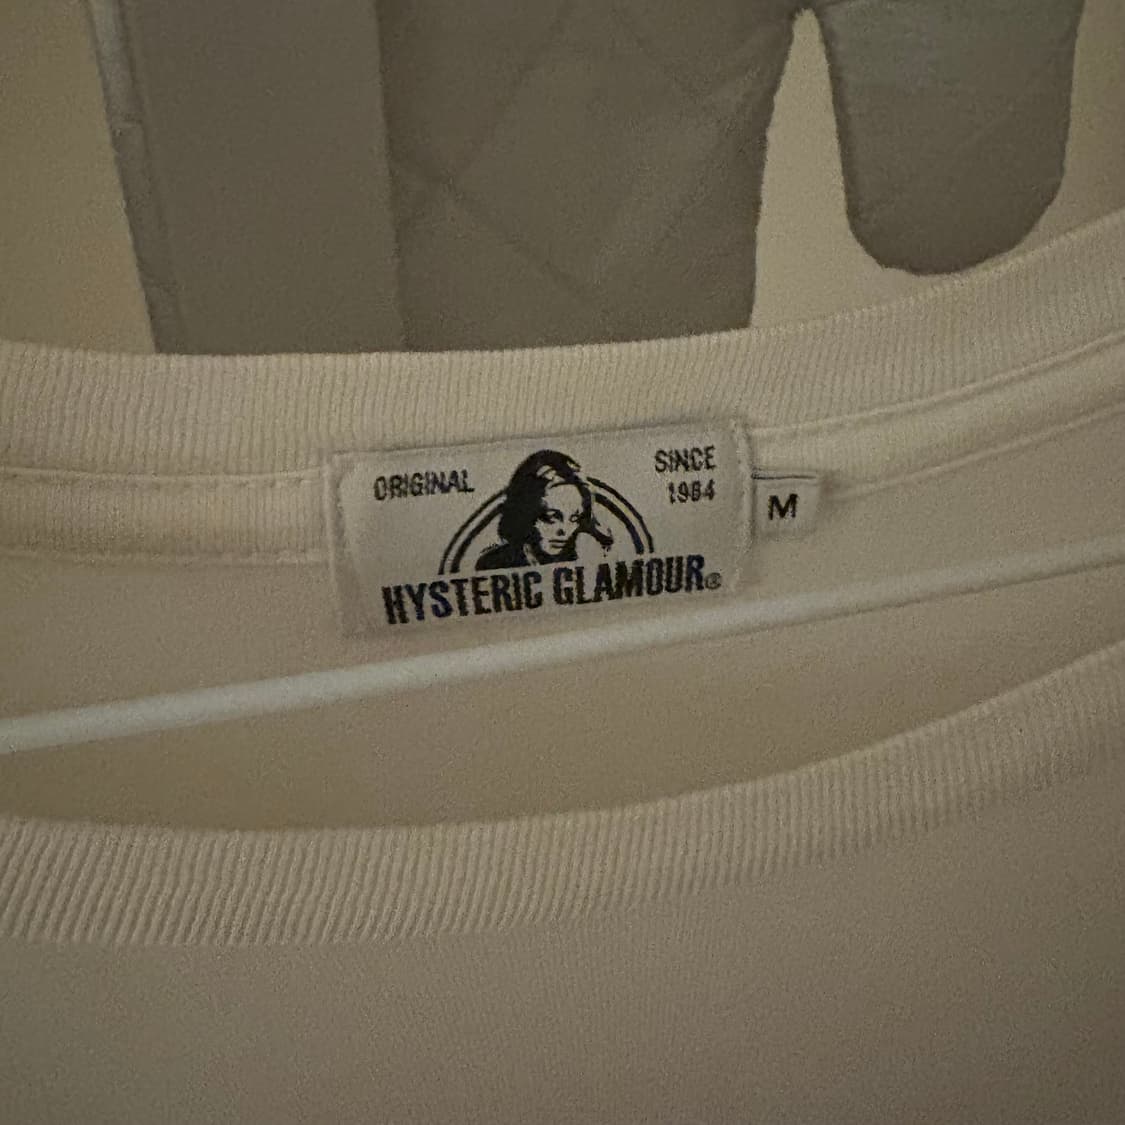 ORIGINAL
SINCE
1984
HYSTERIC GLAMOUR®
M